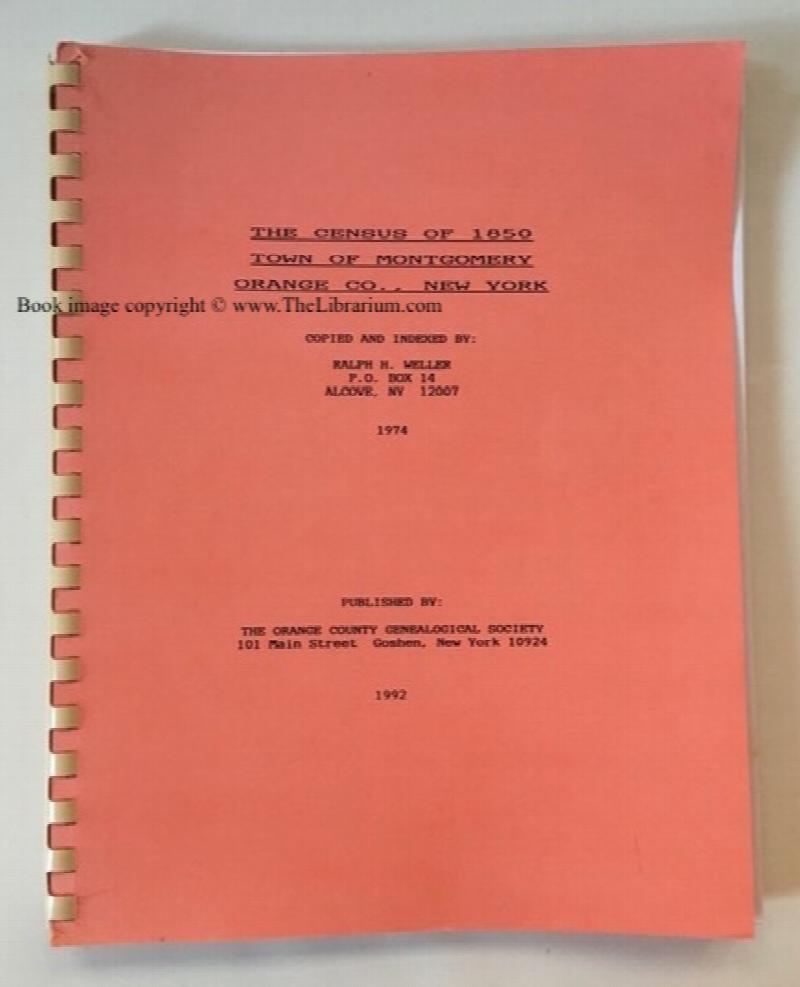 THE CENSUS OF 1850
TOWN OF MONTGOMERY
ORANGE CO., NEW YORK
Book image copyright © www.TheLibrarium.com
COPIED AND INDEXED BY:
RALPH H. WELLER
P.O. BOX 14
ALCOVE, NY 12007
1974
PUBLISHED BY:
THE ORANGE COUNTY GENEALOGICAL SOCIETY
101 Main Street Goshen, New York 10924
1992